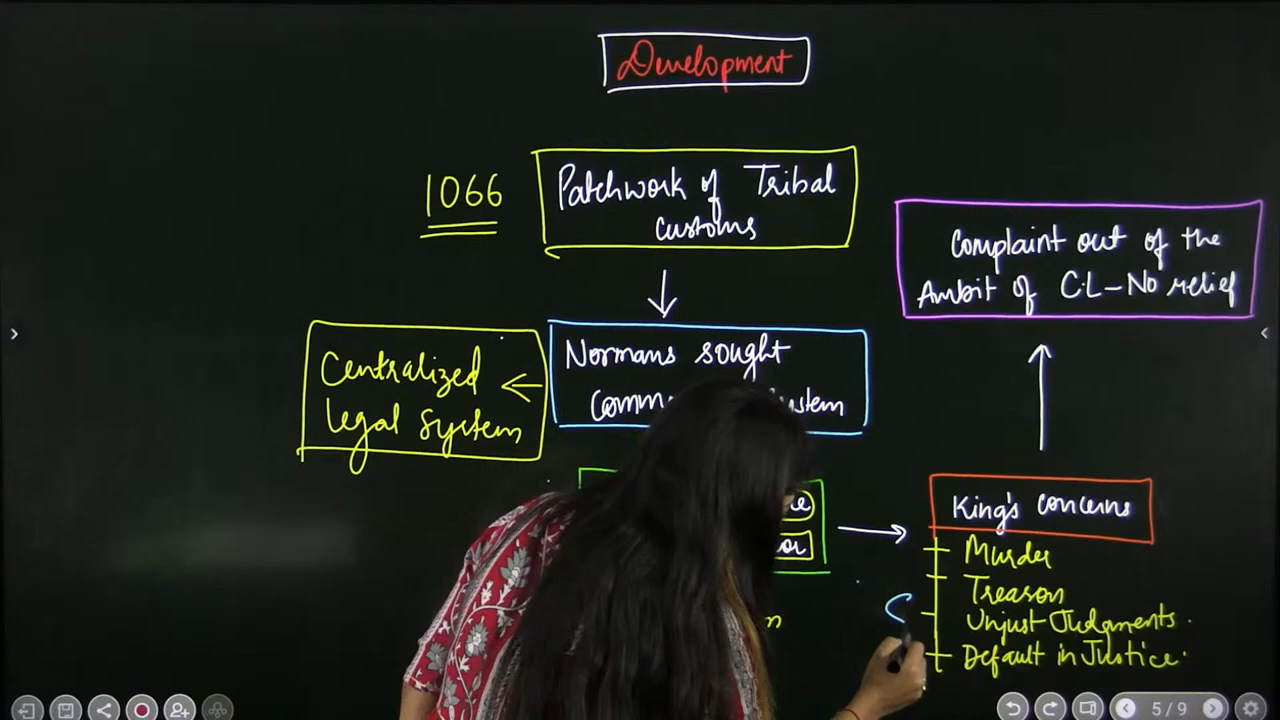 Development
1066
Patchwork of Tribal
customs
Complaint out of the
Ambit of C.L - No relief
Normans sought
Centralized
legal system
King's concerns
Murder
Treason
Unjust Judgments.
Default in Justice.
5/9